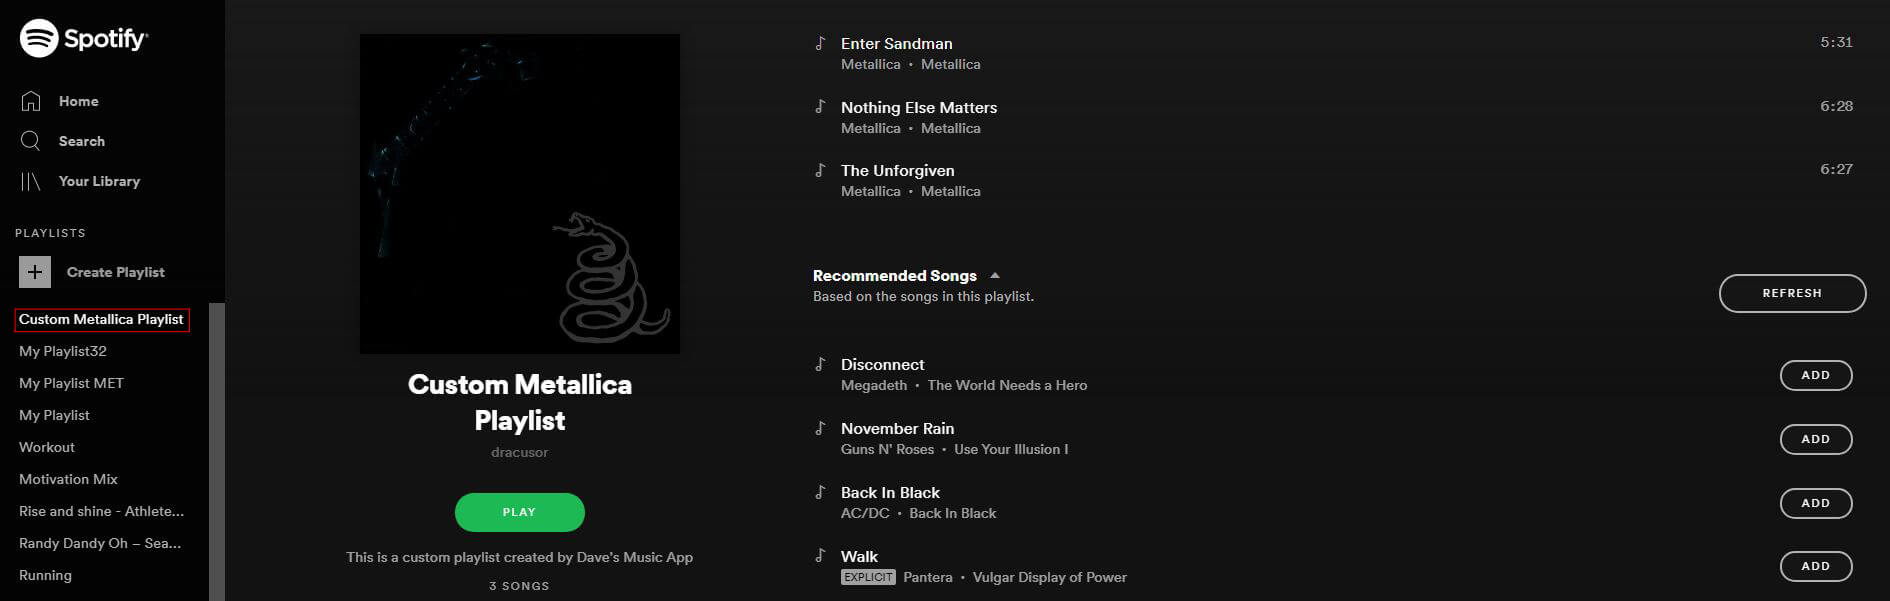 Spotify
Home
Search
Your Library
PLAYLISTS
Create Playlist
Custom Metallica Playlist
My Playlist32
My Playlist MET
My Playlist
Workout
Motivation Mix
Rise and shine - Athlete...
Randy Dandy Oh – Sea...
Running
Custom Metallica
Playlist
dracusor
PLAY
This is a custom playlist created by Dave's Music App
3 SONGS
Enter Sandman 5:31
Metallica • Metallica
Nothing Else Matters 6:28
Metallica • Metallica
The Unforgiven 6:27
Metallica • Metallica
Recommended Songs
Based on the songs in this playlist.
REFRESH
Disconnect
Megadeth • The World Needs a Hero
ADD
November Rain
Guns N' Roses • Use Your Illusion I
ADD
Back In Black
AC/DC • Back In Black
ADD
Walk
EXPLICIT Pantera • Vulgar Display of Power
ADD